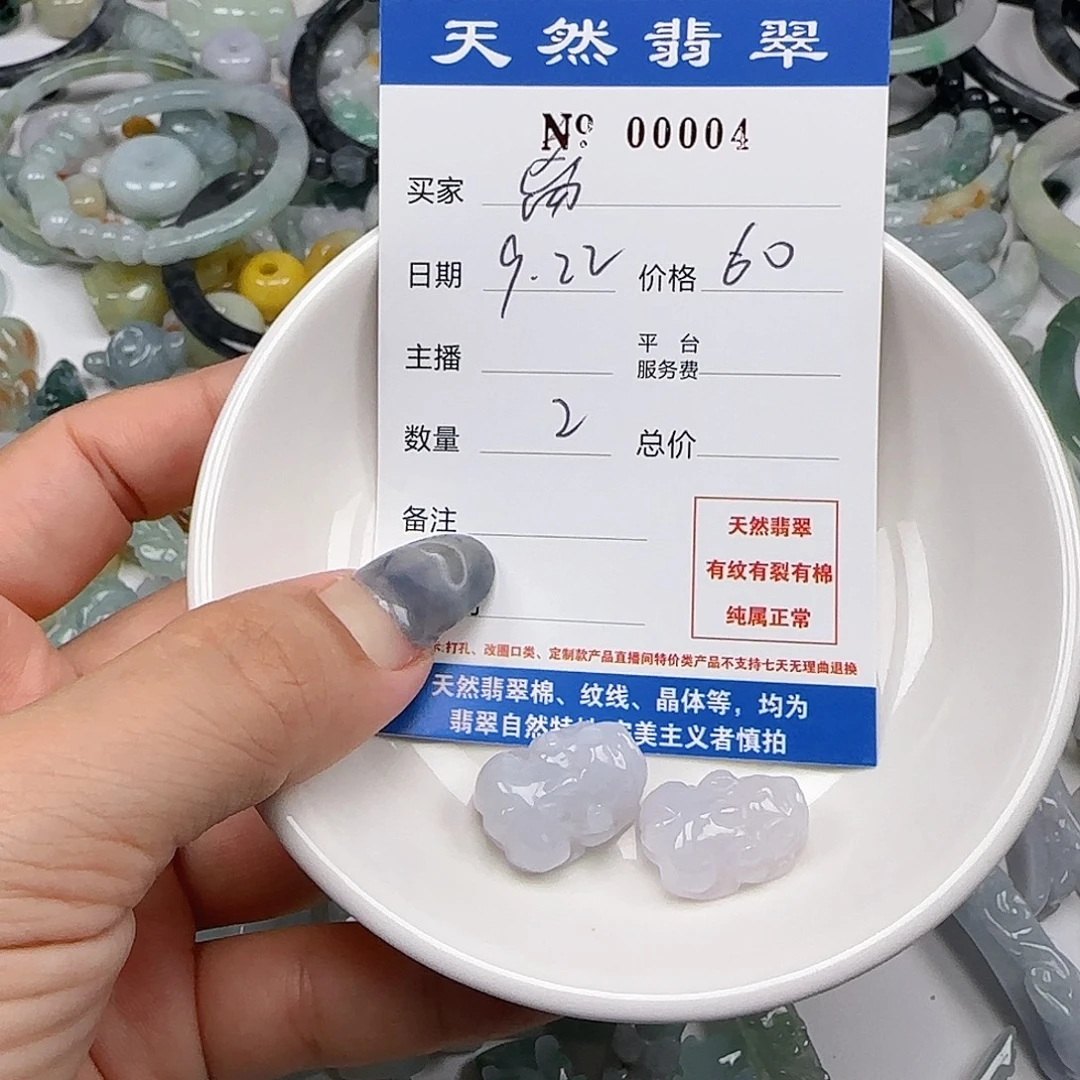 天然翡翠
Nº 00004
买家
日期 9.22 价格 60
主播 平台服务费
数量 2 总价
备注
天然翡翠
有纹有裂有棉
纯属正常
:打孔、改圈口类、定制款产品直播间特价类产品不支持七天无理曲退换
天然翡翠棉、纹线、晶体等，均为
翡翠自然特 美主义者慎拍